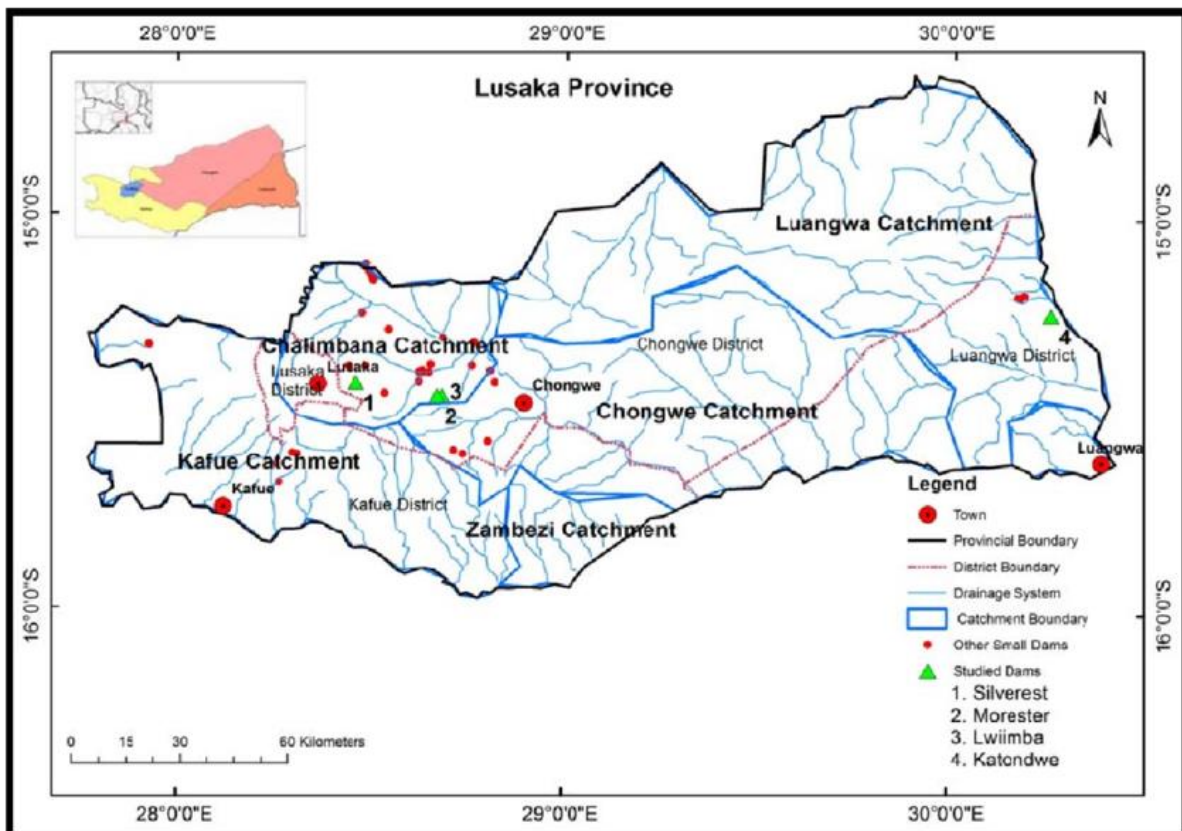 28°0'0"E 29°0'0"E 30°0'0"E
Lusaka Province
N
15°0'0"S
15°0'0"S
Luangwa Catchment
Chalimbana Catchment
Chongwe District
Luangwa District
4
Lusaka
District
Lusaka
1
3
2
Chongwe
Chongwe Catchment
Kafue Catchment
Kafue
Kafue District
Zambezi Catchment
Luangwa
16°0'0"S
16°0'0"S
Legend
Town
Provincial Boundary
District Boundary
Drainage System
Catchment Boundary
Other Small Dams
Studied Dams
1. Silverest
2. Morester
3. Lwiimba
4. Katondwe
0 15 30 60 Kilometers
28°0'0"E 29°0'0"E 30°0'0"E